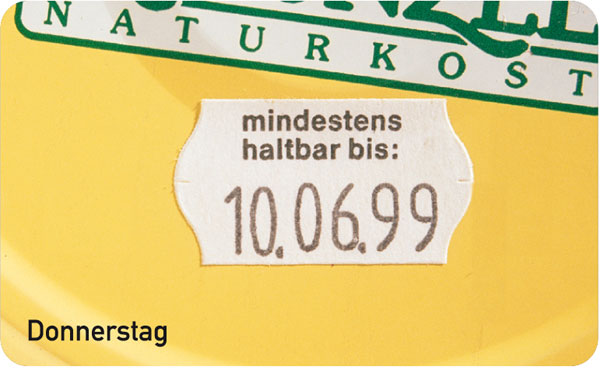 NATURKOST
mindestens
haltbar bis:
10.06.99
Donnerstag